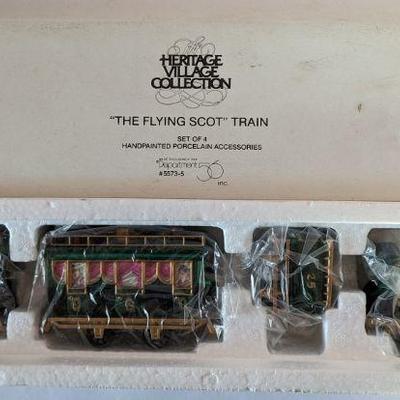 The
HERITAGE
VILLAGE
COLLECTION
"THE FLYING SCOT" TRAIN
SET OF 4
HANDPAINTED PORCELAIN ACCESSORIES
Department 56
#5573-5 inc.
25